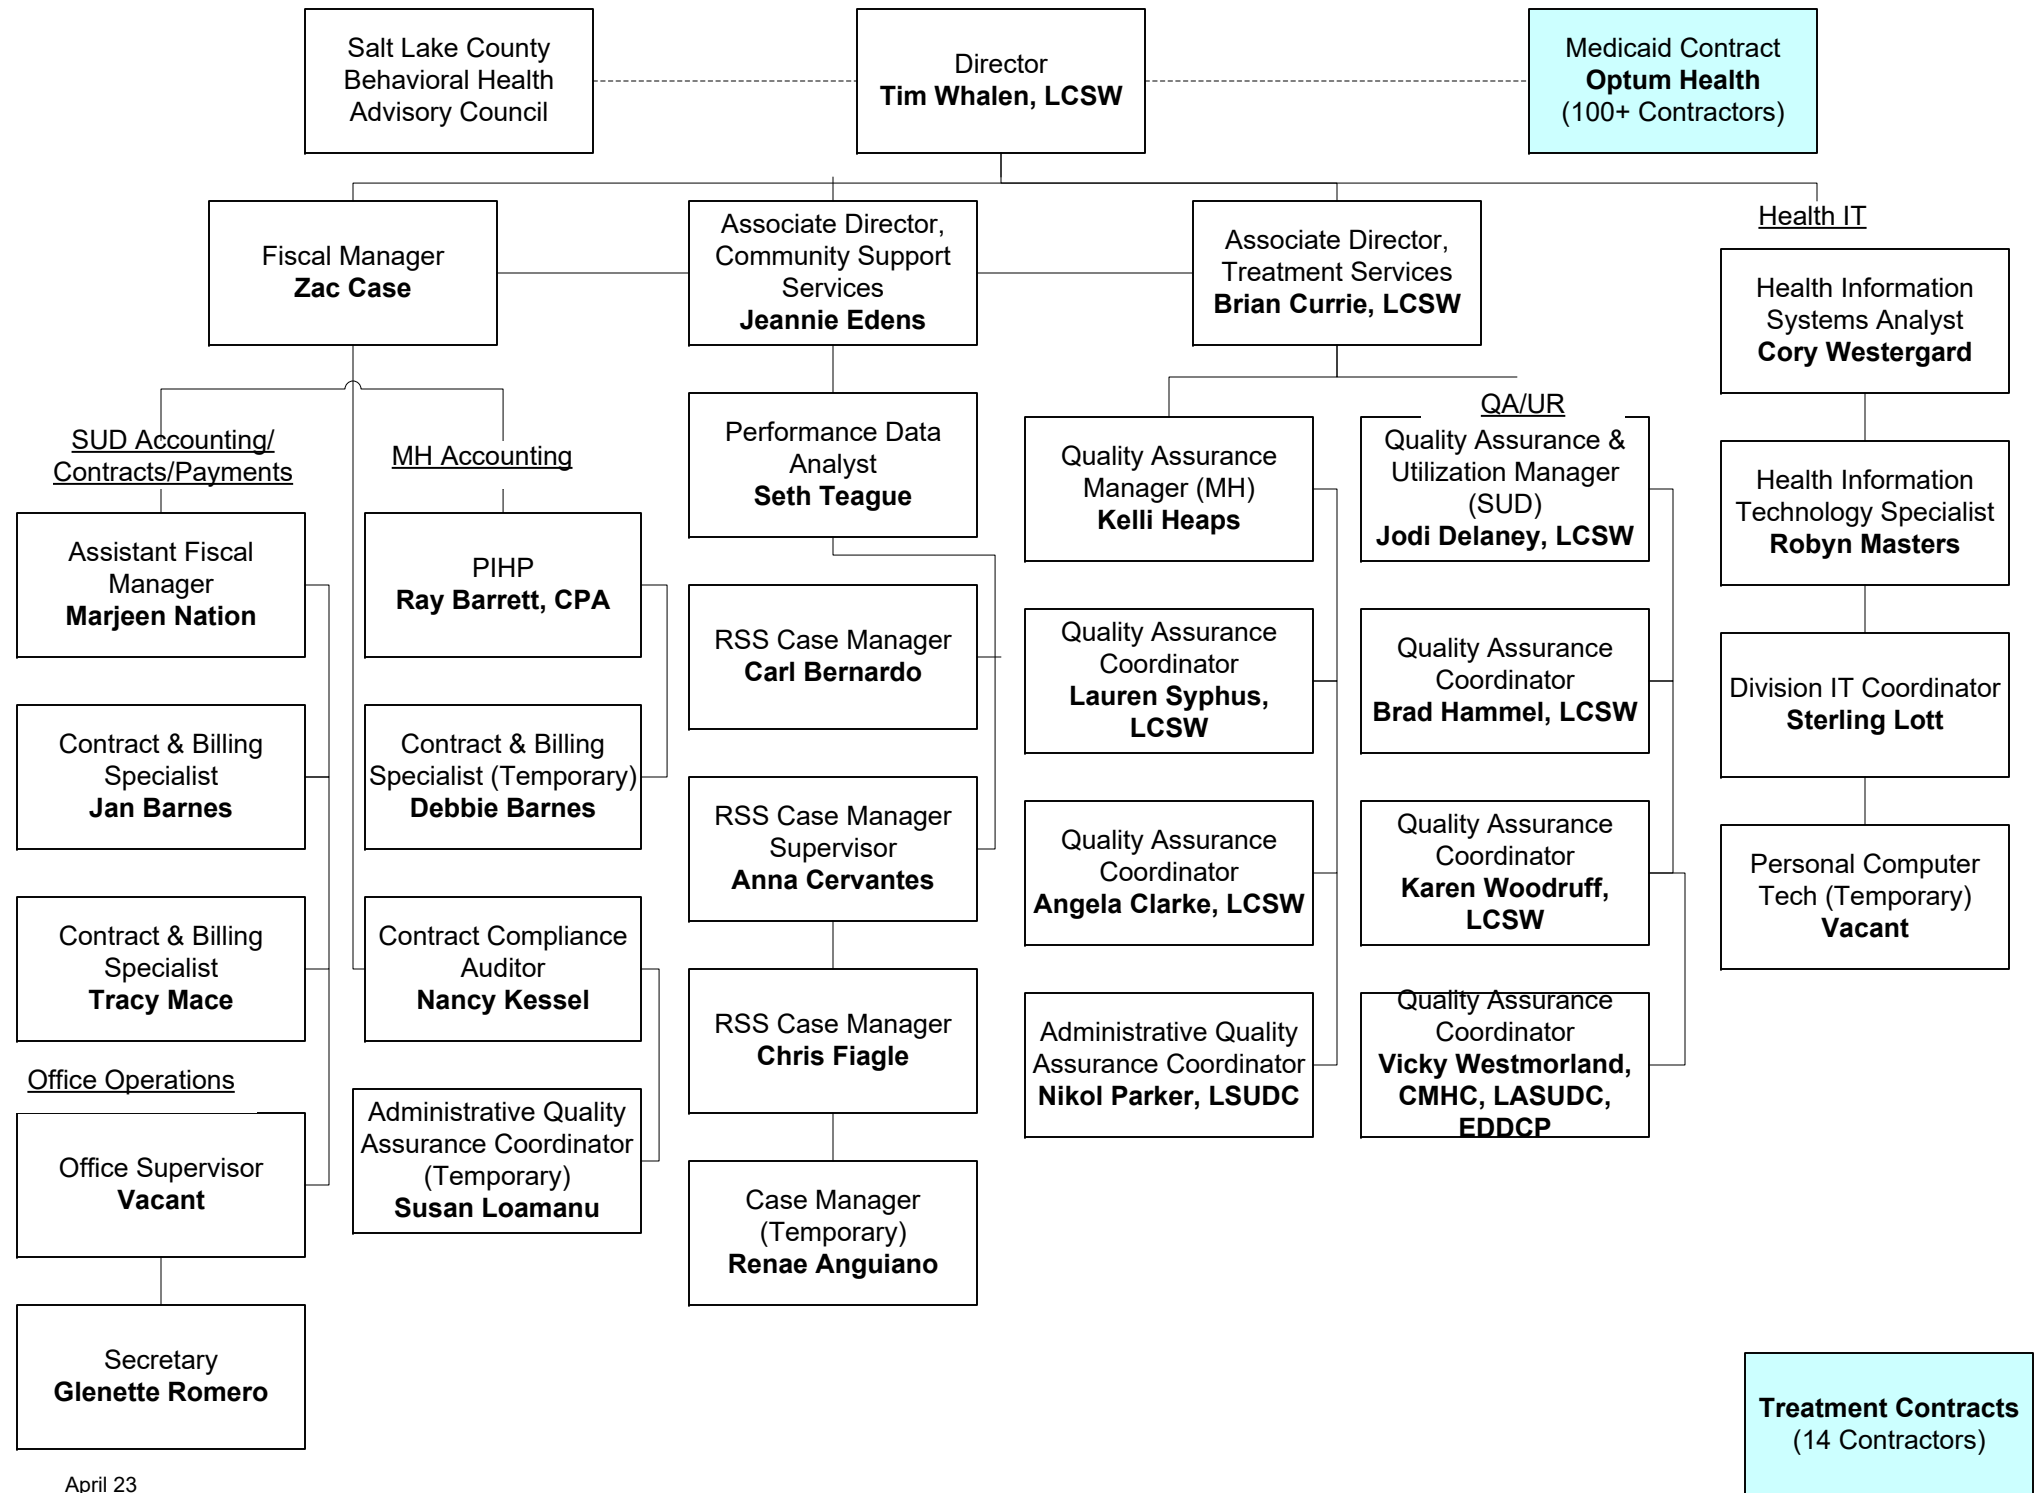 Salt Lake County
Behavioral Health
Advisory Council
Director
Tim Whalen, LCSW
Medicaid Contract
Optum Health
(100+ Contractors)
Fiscal Manager
Zac Case
Associate Director,
Community Support
Services
Jeannie Edens
Associate Director,
Treatment Services
Brian Currie, LCSW
Health IT
Health Information
Systems Analyst
Cory Westergard
SUD Accounting/
Contracts/Payments
MH Accounting
Performance Data
Analyst
Seth Teague
Quality Assurance
Manager (MH)
Kelli Heaps
QA/UR
Quality Assurance &
Utilization Manager
(SUD)
Jodi Delaney, LCSW
Health Information
Technology Specialist
Robyn Masters
Assistant Fiscal
Manager
Marjeen Nation
PIHP
Ray Barrett, CPA
RSS Case Manager
Carl Bernardo
Quality Assurance
Coordinator
Lauren Syphus,
LCSW
Quality Assurance
Coordinator
Brad Hammel, LCSW
Division IT Coordinator
Sterling Lott
Contract & Billing
Specialist
Jan Barnes
Contract & Billing
Specialist (Temporary)
Debbie Barnes
RSS Case Manager
Supervisor
Anna Cervantes
Quality Assurance
Coordinator
Angela Clarke, LCSW
Quality Assurance
Coordinator
Karen Woodruff,
LCSW
Personal Computer
Tech (Temporary)
Vacant
Contract & Billing
Specialist
Tracy Mace
Contract Compliance
Auditor
Nancy Kessel
RSS Case Manager
Chris Fiagle
Administrative Quality
Assurance Coordinator
Nikol Parker, LSUDC
Quality Assurance
Coordinator
Vicky Westmorland,
CMHC, LASUDC,
EDDCP
Office Operations
Office Supervisor
Vacant
Administrative Quality
Assurance Coordinator
(Temporary)
Susan Loamanu
Case Manager
(Temporary)
Renae Anguiano
Secretary
Glenette Romero
Treatment Contracts
(14 Contractors)
April 23